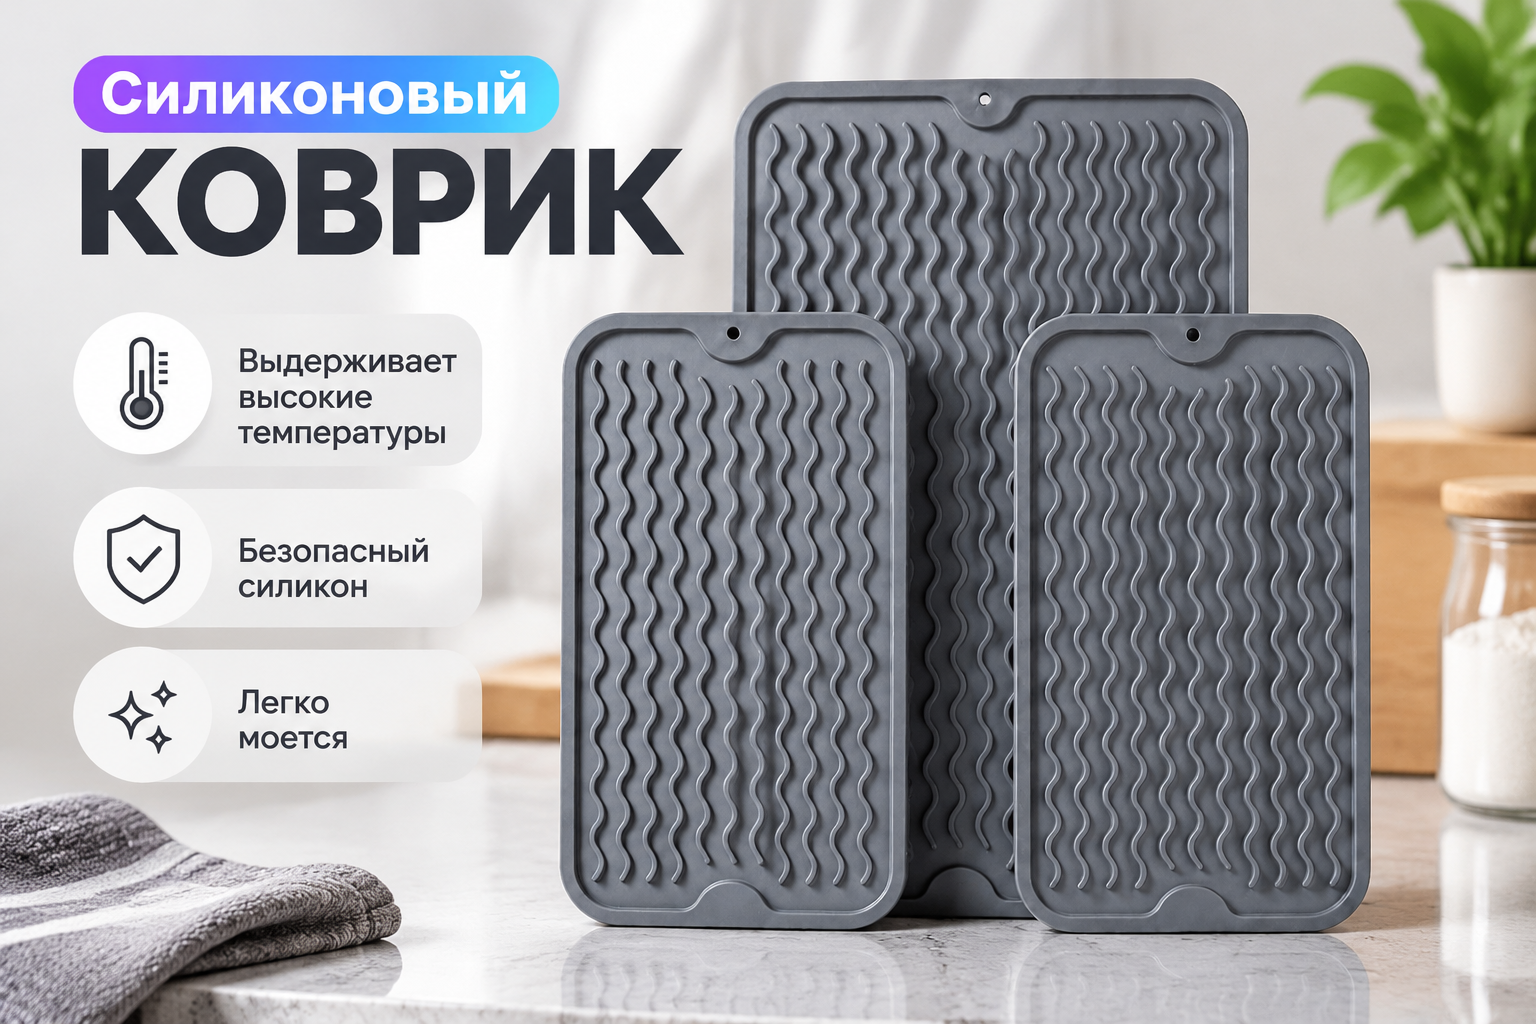 Силиконовый
КОВРИК
Выдерживает
высокие
температуры
Безопасный
силикон
Легко
моется